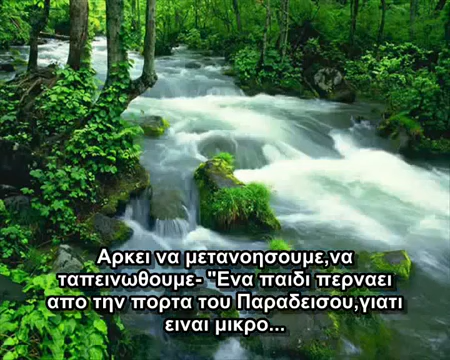 Αρκει να μετανοησουμε,να
ταπεινωθουμε- "Ενα παιδι περναει
απο την πορτα του Παραδεισου,γιατι
ειναι μικρο...